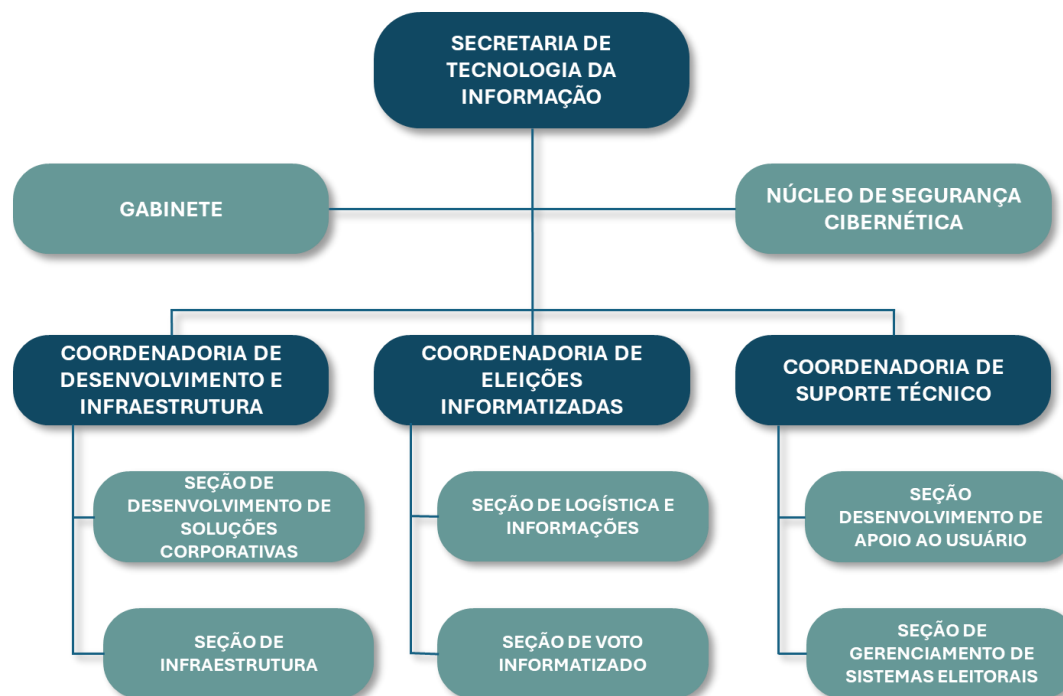 SECRETARIA DE
TECNOLOGIA DA
INFORMAÇÃO
GABINETE
NÚCLEO DE SEGURANÇA
CIBERNÉTICA
COORDENADORIA DE
DESENVOLVIMENTO E
INFRAESTRUTURA
COORDENADORIA DE
ELEIÇÕES
INFORMATIZADAS
COORDENADORIA DE
SUPORTE TÉCNICO
SEÇÃO DE
DESENVOLVIMENTO DE
SOLUÇÕES
CORPORATIVAS
SEÇÃO DE LOGÍSTICA E
INFORMAÇÕES
SEÇÃO
DESENVOLVIMENTO DE
APOIO AO USUÁRIO
SEÇÃO DE
INFRAESTRUTURA
SEÇÃO DE VOTO
INFORMATIZADO
SEÇÃO DE
GERENCIAMENTO DE
SISTEMAS ELEITORAIS